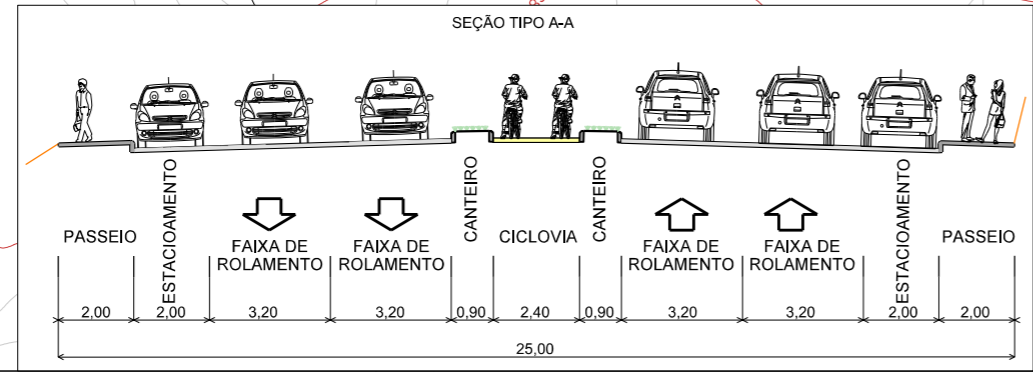 SEÇÃO TIPO A-A
PASSEIO
ESTACIOAMENTO
FAIXA DE
ROLAMENTO
FAIXA DE
ROLAMENTO
CANTEIRO
CICLOVIA
CANTEIRO
FAIXA DE
ROLAMENTO
FAIXA DE
ROLAMENTO
ESTACIOAMENTO
PASSEIO
2,00 2,00 3,20 3,20 0,90 2,40 0,90 3,20 3,20 2,00 2,00
25,00